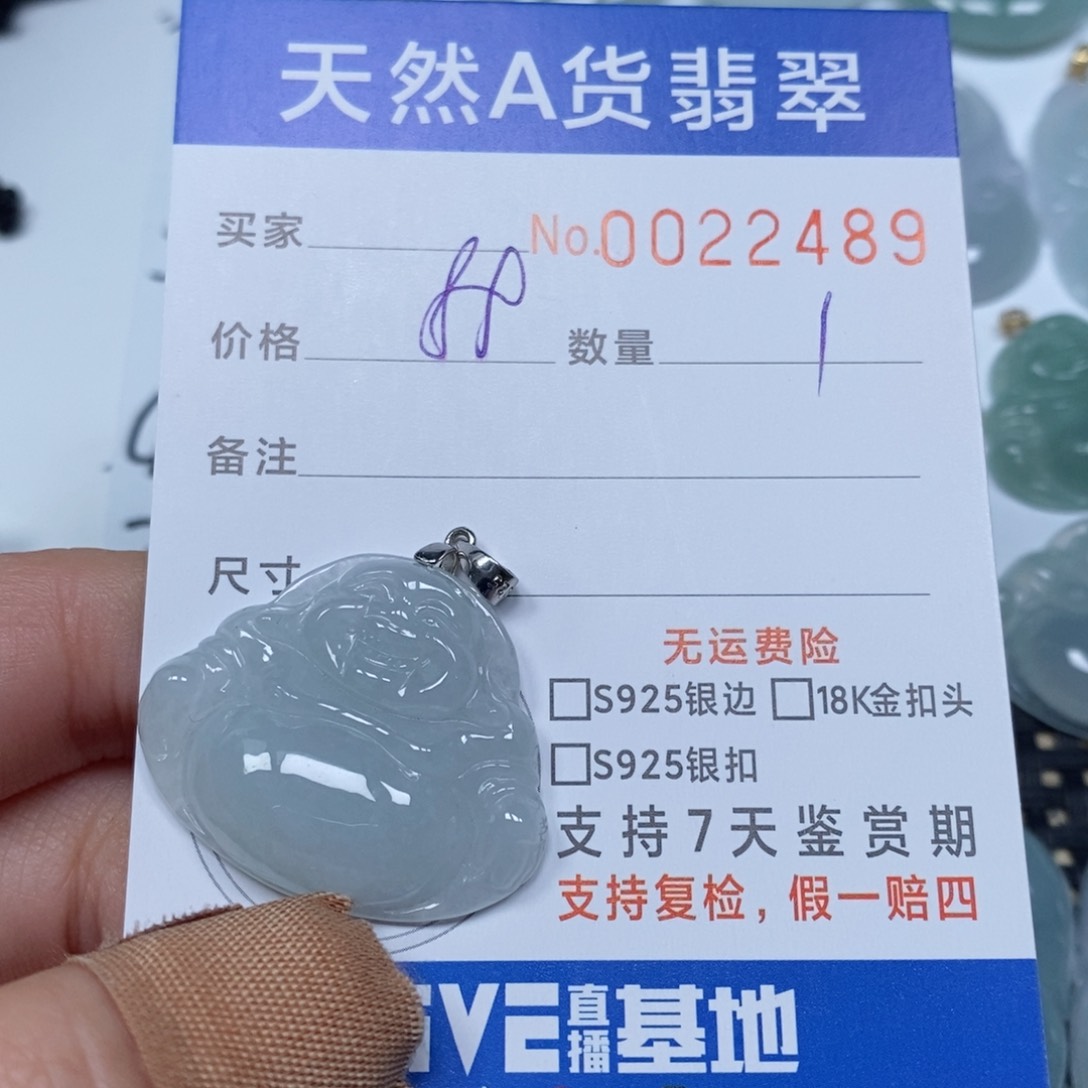 天然A货翡翠
买家 No.0022489
价格 数量 1
备注
尺寸
无运费险
□S925银边 □18K金扣头
□S925银扣
支持7天鉴赏期
支持复检，假一赔四
直播基地